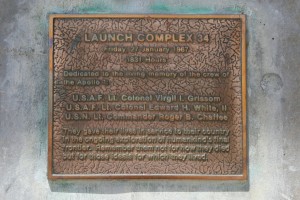 LAUNCH COMPLEX 34
Friday, 27 January 1967
1831 Hours
Dedicated to the living memory of the crew of
the Apollo 1:
U.S.A.F. Lt. Colonel Virgil I. Grissom
U.S.A.F. Lt. Colonel Edward H. White, II
U.S.N. Lt. Commander Roger B. Chaffee
They gave their lives in service to their country
in the ongoing exploration of humankind's final
frontier. Remember them not for how they died
but for those ideals for which they lived.